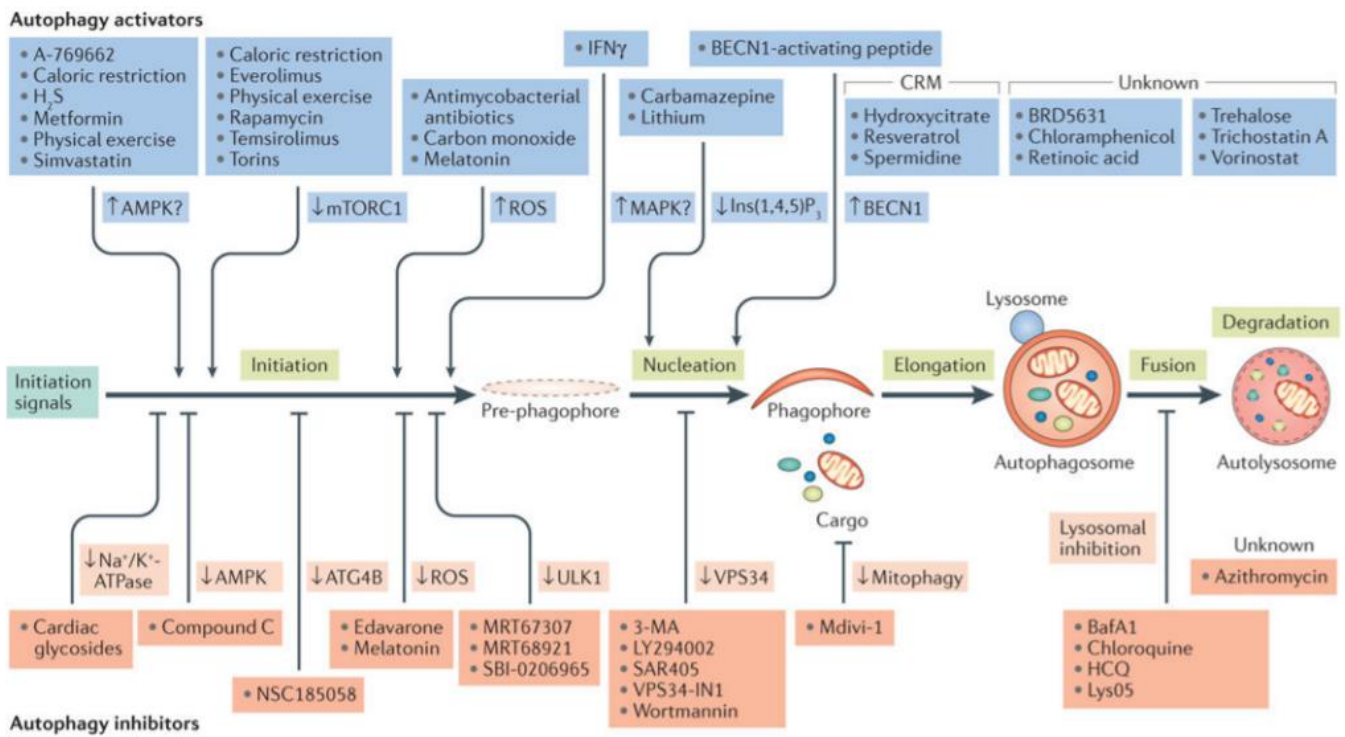 Autophagy activators
• A-769662
• Caloric restriction
• H₂S
• Metformin
• Physical exercise
• Simvastatin
• Caloric restriction
• Everolimus
• Physical exercise
• Rapamycin
• Temsirolimus
• Torins
• Antimycobacterial
antibiotics
• Carbon monoxide
• Melatonin
• IFNγ
• Carbamazepine
• Lithium
• BECN1-activating peptide
CRM
• Hydroxycitrate
• Resveratrol
• Spermidine
Unknown
• BRD5631
• Chloramphenicol
• Retinoic acid
• Trehalose
• Trichostatin A
• Vorinostat
↑AMPK?
↓mTORC1
↑ROS
↑MAPK?
↓Ins(1,4,5)P₃
↑BECN1
Initiation
signals
Initiation
Pre-phagophore
Nucleation
Phagophore
Cargo
Elongation
Lysosome
Autophagosome
Fusion
Degradation
Autolysosome
↓Na⁺/K⁺-
ATPase
↓AMPK
↓ATG4B
↓ROS
↓ULK1
↓VPS34
↓Mitophagy
Lysosomal
inhibition
Unknown
• Azithromycin
• Cardiac
glycosides
• Compound C
• NSC185058
• Edavarone
• Melatonin
• MRT67307
• MRT68921
• SBI-0206965
• 3-MA
• LY294002
• SAR405
• VPS34-IN1
• Wortmannin
• Mdivi-1
• BafA1
• Chloroquine
• HCQ
• Lys05
Autophagy inhibitors